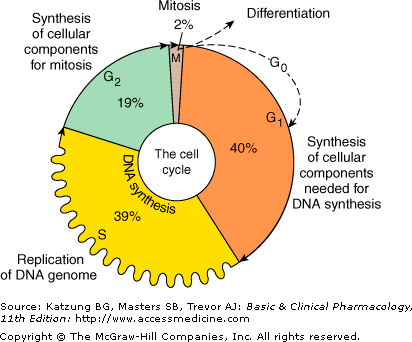 Mitosis
2%
Differentiation
Synthesis
of cellular
components
for mitosis
G2
M
G0
G1
19%
40%
The cell
cycle
Synthesis
of cellular
components
needed for
DNA synthesis
DNA synthesis
39%
S
Replication
of DNA genome
Source: Katzung BG, Masters SB, Trevor AJ: Basic & Clinical Pharmacology,
11th Edition: http://www.accessmedicine.com
Copyright © The McGraw-Hill Companies, Inc. All rights reserved.